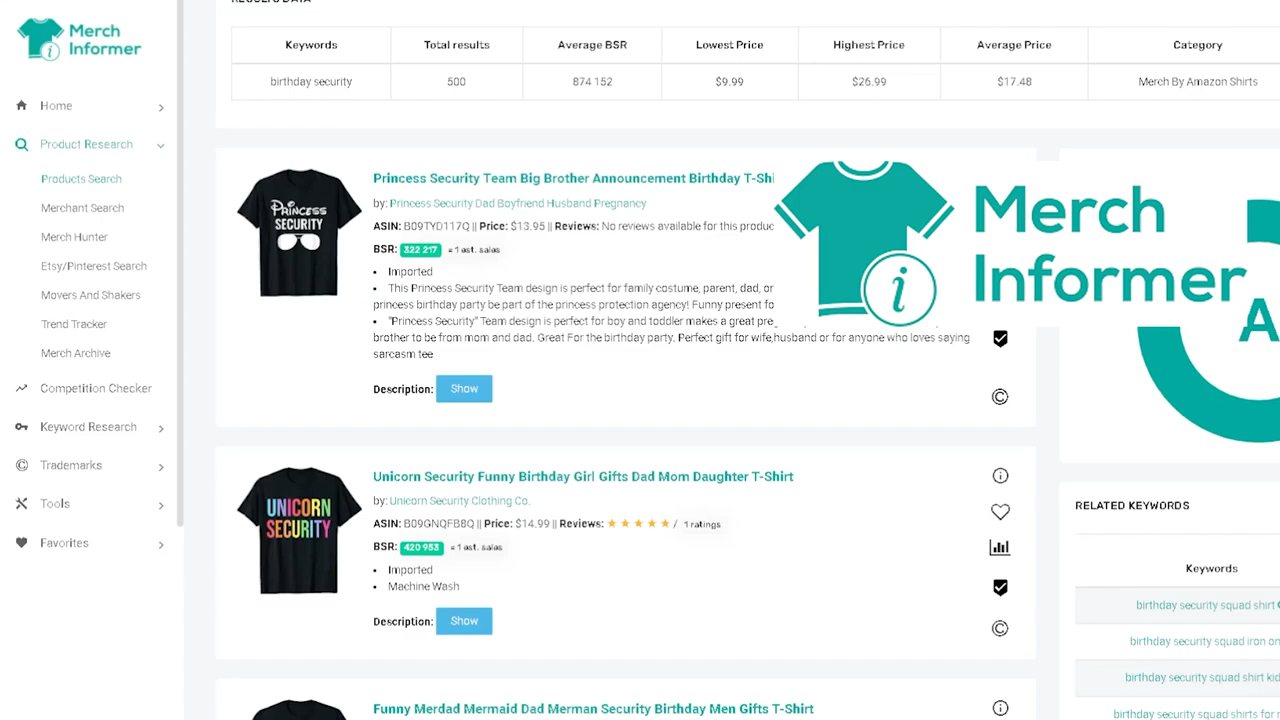 RESULTS DATA
Merch
Informer
Keywords
Total results
Average BSR
Lowest Price
Highest Price
Average Price
Category
birthday security
500
874 152
$9.99
$26.99
$17.48
Merch By Amazon Shirts
Home
Product Research
Products Search
Merchant Search
Merch Hunter
Etsy/Pinterest Search
Movers And Shakers
Trend Tracker
Merch Archive
Competition Checker
Keyword Research
Trademarks
Tools
Favorites
PRINCESS
SECURITY
Princess Security Team Big Brother Announcement Birthday T-Shi
by: Princess Security Dad Boyfriend Husband Pregnancy
ASIN: B09TYD117Q || Price: $13.95 || Reviews: No reviews available for this produc
BSR: 322 217 ≈ 1 est. sales
• Imported
• This Princess Security Team design is perfect for family costume, parent, dad, or
princess birthday party be part of the princess protection agency! Funny present fo
• "Princess Security" Team design is perfect for boy and toddler makes a great pre
brother to be from mom and dad. Great For the birthday party. Perfect gift for wife,husband or for anyone who loves saying
sarcasm tee
Description: Show
Merch
Informer
i
A
UNICORN
SECURITY
Unicorn Security Funny Birthday Girl Gifts Dad Mom Daughter T-Shirt
by: Unicorn Security Clothing Co.
ASIN: B09GNQFB8Q || Price: $14.99 || Reviews: ★★★★★ / 1 ratings
BSR: 420 953 ≈ 1 est. sales
• Imported
• Machine Wash
Description: Show
RELATED KEYWORDS
Keywords
birthday security squad shirt
birthday security squad iron on
birthday security squad shirt kid
birthday security squad shirts for
Funny Merdad Mermaid Dad Merman Security Birthday Men Gifts T-Shirt